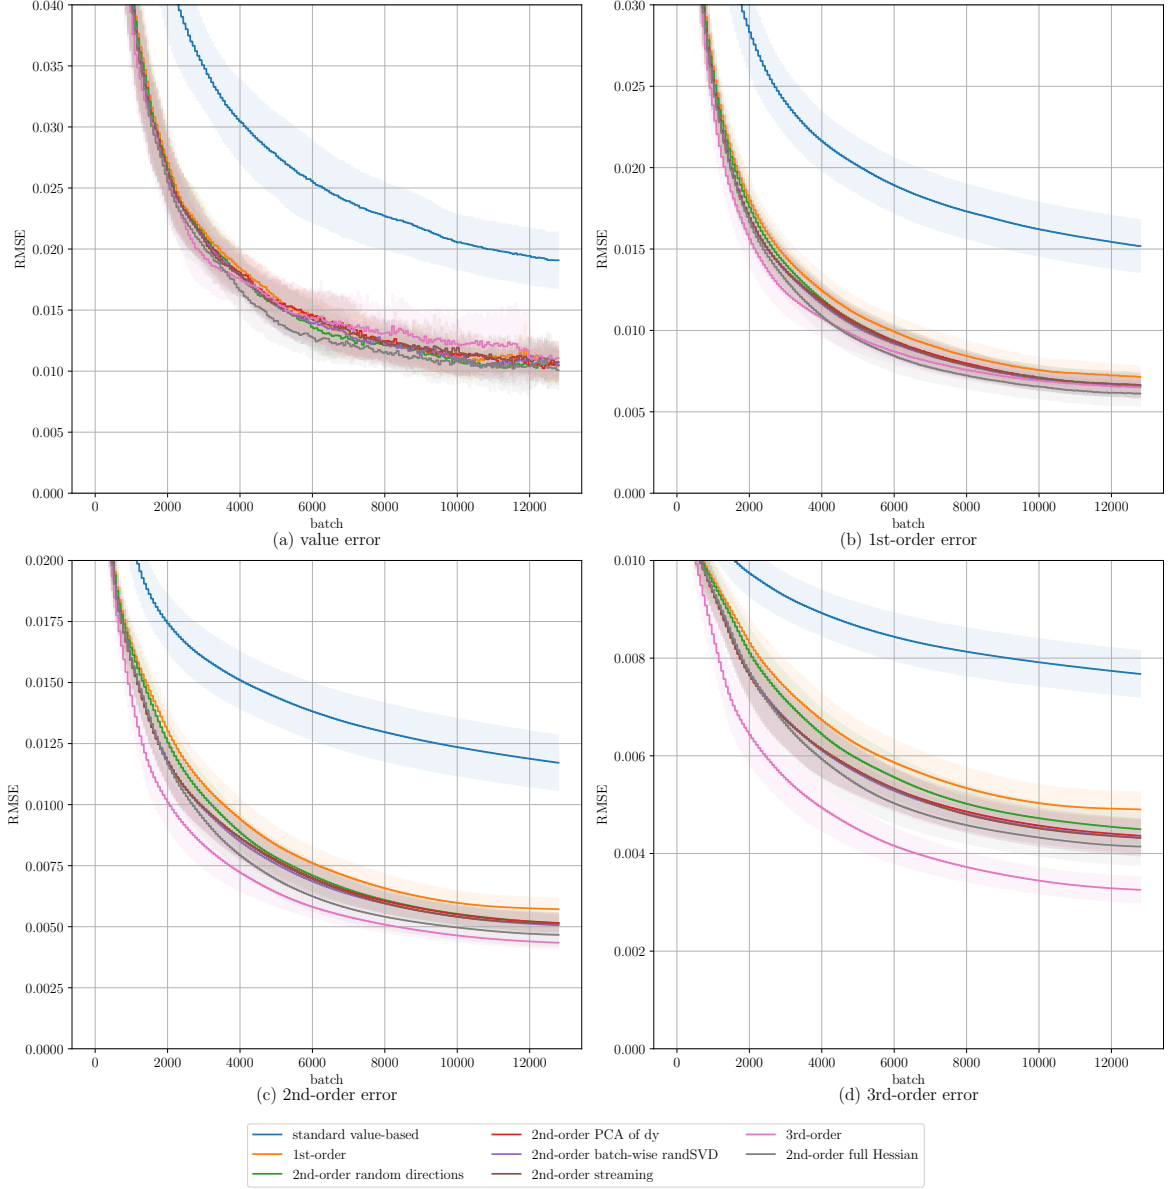 0.040
0.035
0.030
0.025
0.020
0.015
0.010
0.005
0.000
RMSE
0 2000 4000 6000 8000 10000 12000
batch
(a) value error
0.030
0.025
0.020
0.015
0.010
0.005
0.000
RMSE
0 2000 4000 6000 8000 10000 12000
batch
(b) 1st-order error
0.0200
0.0175
0.0150
0.0125
0.0100
0.0075
0.0050
0.0025
0.0000
RMSE
0 2000 4000 6000 8000 10000 12000
batch
(c) 2nd-order error
0.010
0.008
0.006
0.004
0.002
0.000
RMSE
0 2000 4000 6000 8000 10000 12000
batch
(d) 3rd-order error
standard value-based
1st-order
2nd-order random directions
2nd-order PCA of dy
2nd-order batch-wise randSVD
2nd-order streaming
3rd-order
2nd-order full Hessian